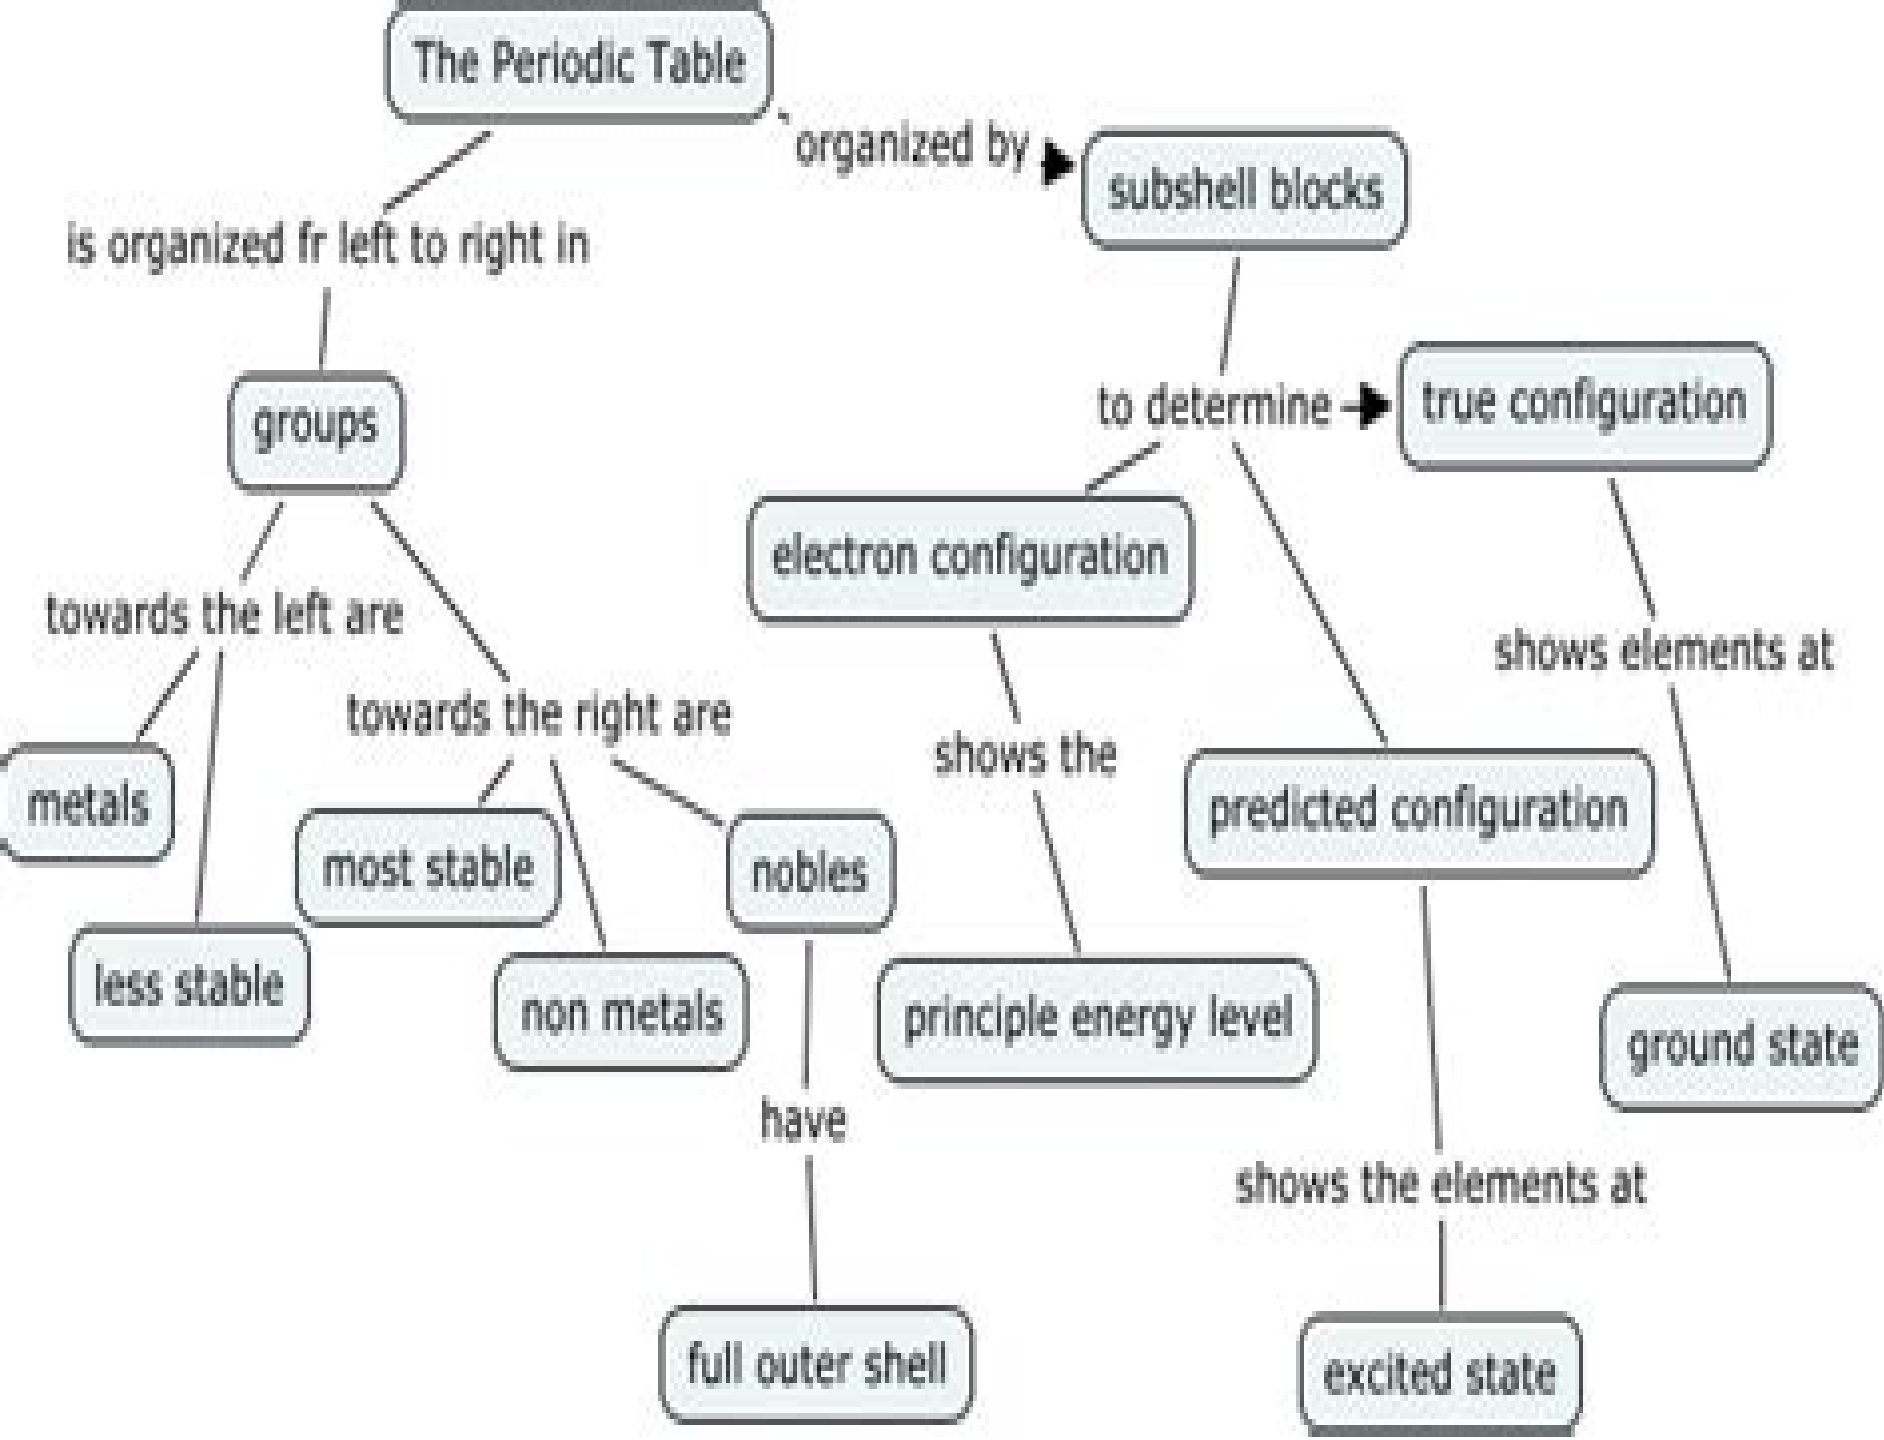 The Periodic Table
organized by
subshell blocks
is organized fr left to right in
groups
to determine
true configuration
electron configuration
towards the left are
shows elements at
towards the right are
shows the
metals
most stable
nobles
predicted configuration
less stable
non metals
principle energy level
ground state
have
shows the elements at
full outer shell
excited state